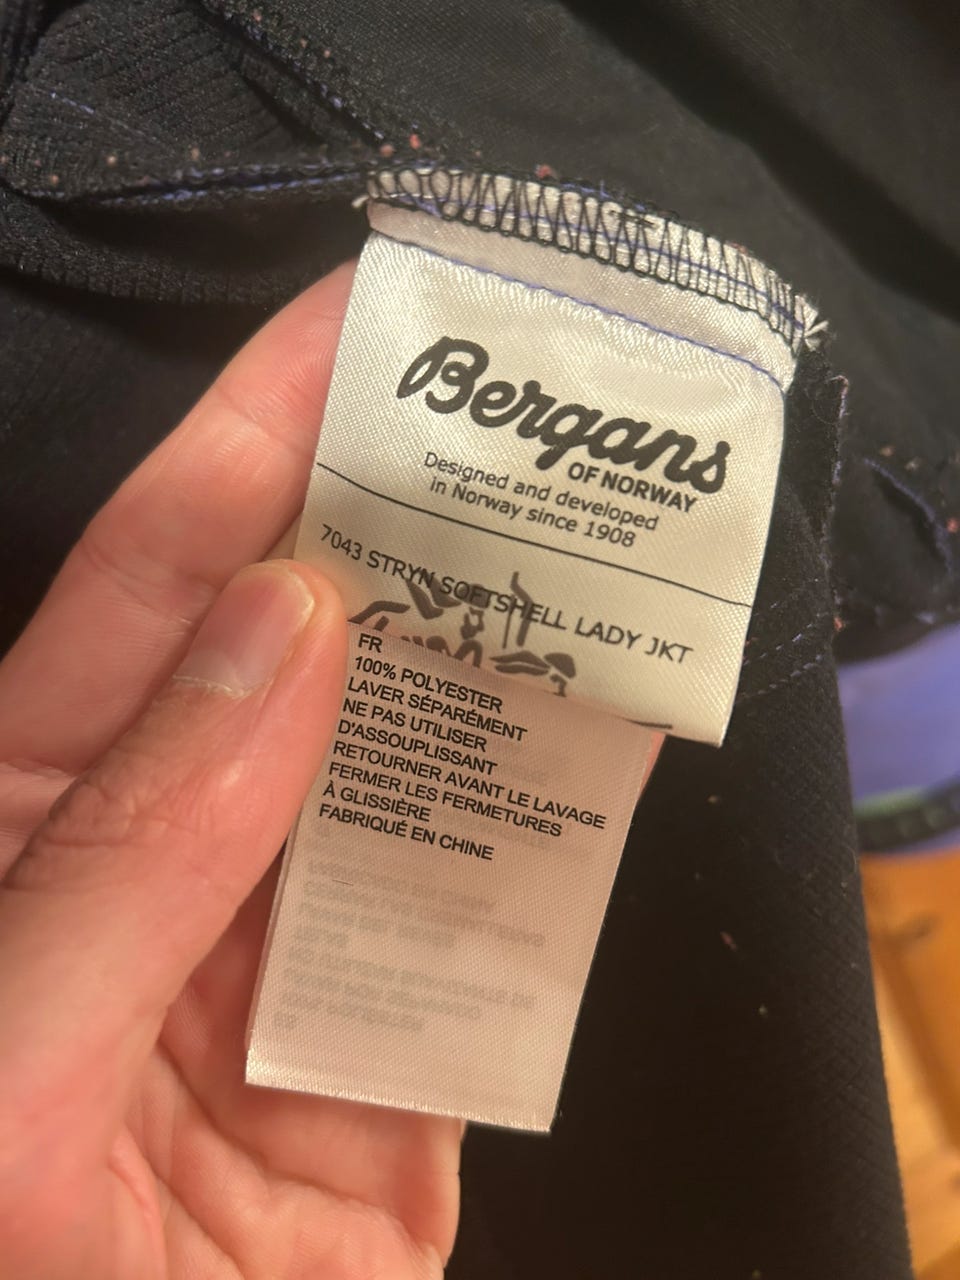 Bergans
OF NORWAY
Designed and developed
in Norway since 1908
7043 STRYN SOFTSHELL LADY JKT
FR
100% POLYESTER
LAVER SÉPARÉMENT
NE PAS UTILISER
D'ASSOUPLISSANT
RETOURNER AVANT LE LAVAGE
FERMER LES FERMETURES
À GLISSIÈRE
FABRIQUÉ EN CHINE